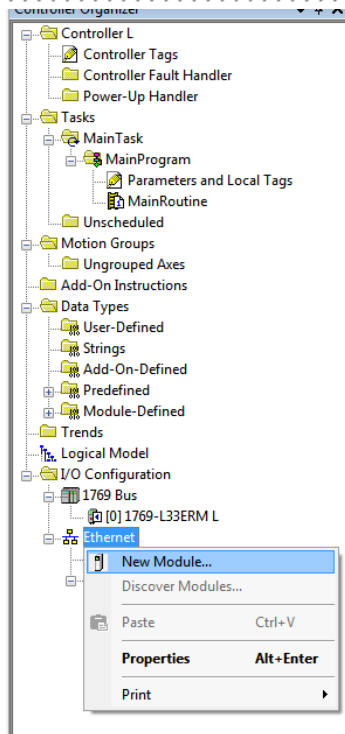 Controller Organizer
Controller L
Controller Tags
Controller Fault Handler
Power-Up Handler
Tasks
MainTask
MainProgram
Parameters and Local Tags
MainRoutine
Unscheduled
Motion Groups
Ungrouped Axes
Add-On Instructions
Data Types
User-Defined
Strings
Add-On-Defined
Predefined
Module-Defined
Trends
Logical Model
I/O Configuration
1769 Bus
[0] 1769-L33ERM L
Ethernet
New Module...
Discover Modules...
Paste Ctrl+V
Properties Alt+Enter
Print